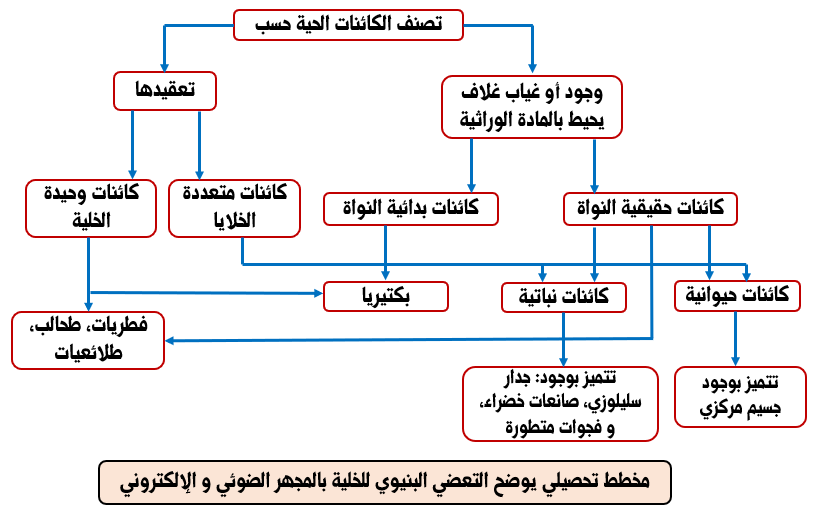 تصنف الكائنات الحية حسب
وجود أو غياب غلاف
يحيط بالمادة الوراثية
تعقيدها
كائنات حقيقية النواة
كائنات بدائية النواة
كائنات متعددة
الخلايا
كائنات وحيدة
الخلية
كائنات حيوانية
كائنات نباتية
بكتيريا
فطريات، طحالب،
طلائعيات
تتميز بوجود
جسيم مركزي
تتميز بوجود: جدار
سليلوزي، صانعات خضراء،
و فجوات متطورة
مخطط تحصيلي يوضح التعضي البنيوي للخلية بالمجهر الضوئي و الإلكتروني